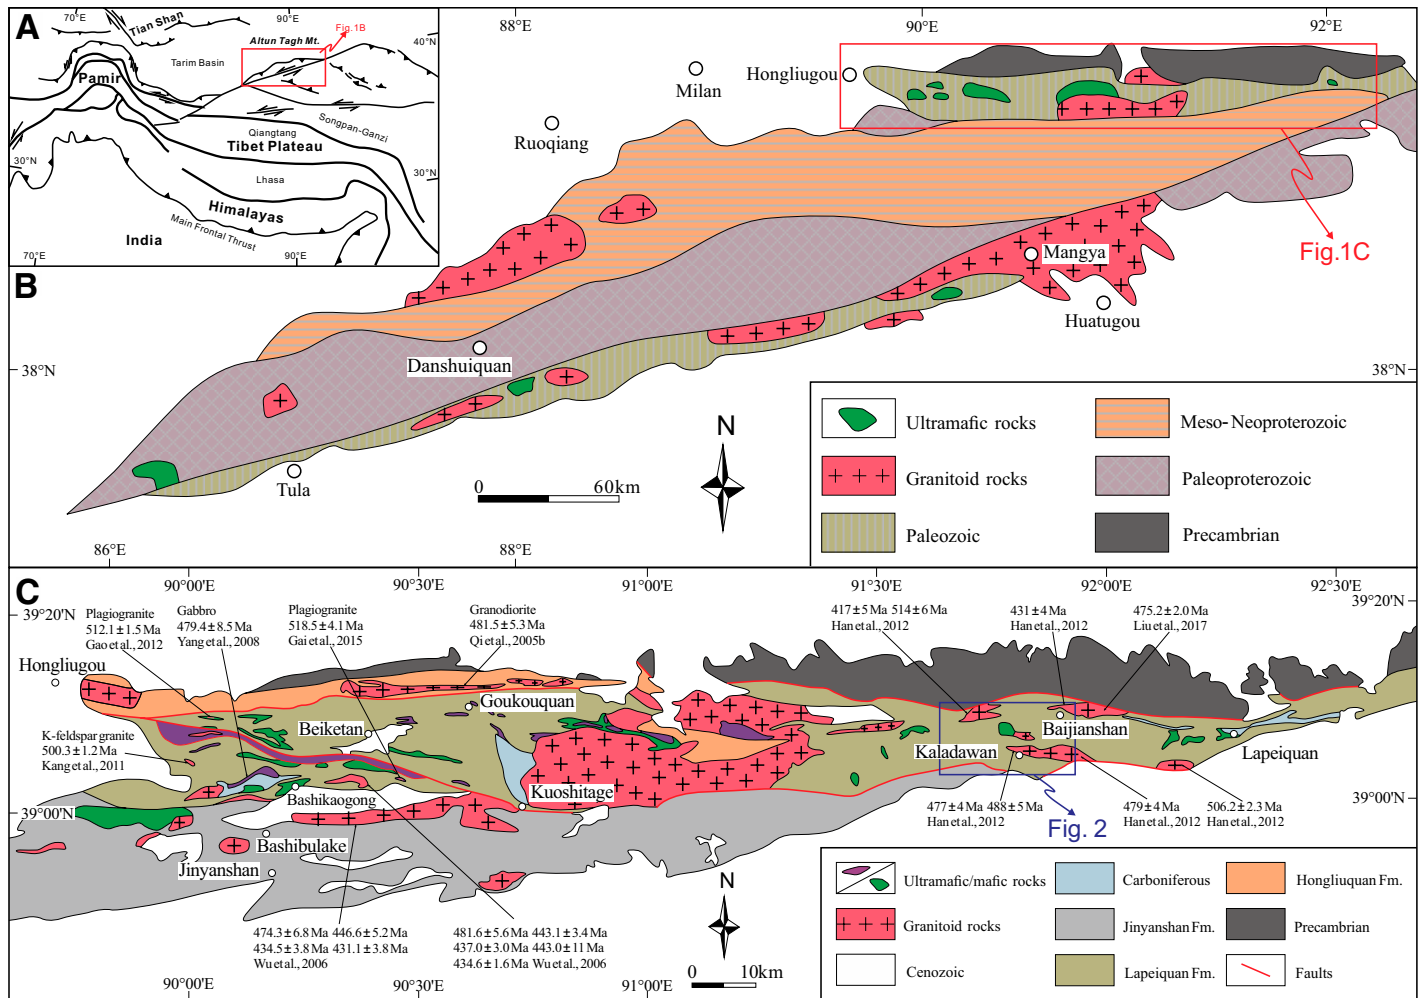 A
70°E
90°E
Tian Shan
Fig.1B
Altun Tagh Mt.
40°N
Tarim Basin
Pamir
Songpan-Ganzi
Qiangtang
Tibet Plateau
30°N
30°N
Lhasa
Himalayas
Main Frontal Thrust
India
70°E
90°E
B
88°E
90°E
92°E
Hongliugou
Milan
Ruoqiang
Fig.1C
Mangya
Huatugou
Danshuiquan
38°N
38°N
Tula
N
0 60km
86°E
88°E
Ultramafic rocks
Meso-Neoproterozoic
Granitoid rocks
Paleoproterozoic
Paleozoic
Precambrian
C
90°00'E
90°30'E
91°00'E
91°30'E
92°00'E
92°30'E
39°20'N
39°20'N
Plagiogranite
512.1±1.5Ma
Gao et al., 2012
Gabbro
479.4±8.5Ma
Yang et al., 2008
Plagiogranite
518.5±4.1Ma
Gai et al., 2015
Granodiorite
481.5±5.3Ma
Qi et al., 2005b
417±5Ma 514±6Ma
Han et al., 2012
431±4Ma
Han et al., 2012
475.2±2.0Ma
Liu et al., 2017
Hongliugou
Goukouquan
Beiketan
K-feldspar granite
500.3±1.2Ma
Kang et al., 2011
Baijianshan
Kaladawan
Lapeiquan
Bashikaogong
Kuoshitage
39°00'N
39°00'N
477±4Ma 488±5Ma
Han et al., 2012
479±4Ma
Han et al., 2012
506.2±2.3Ma
Han et al., 2012
Fig. 2
Bashibulake
Jinyanshan
474.3±6.8Ma 446.6±5.2Ma
434.5±3.8Ma 431.1±3.8Ma
Wu et al., 2006
481.6±5.6Ma 443.1±3.4Ma
437.0±3.0Ma 443.0±11Ma
434.6±1.6Ma Wu et al., 2006
N
0 10km
90°00'E
90°30'E
91°00'E
Ultramafic/mafic rocks
Carboniferous
Hongliuquan Fm.
Granitoid rocks
Jinyanshan Fm.
Precambrian
Cenozoic
Lapeiquan Fm.
Faults